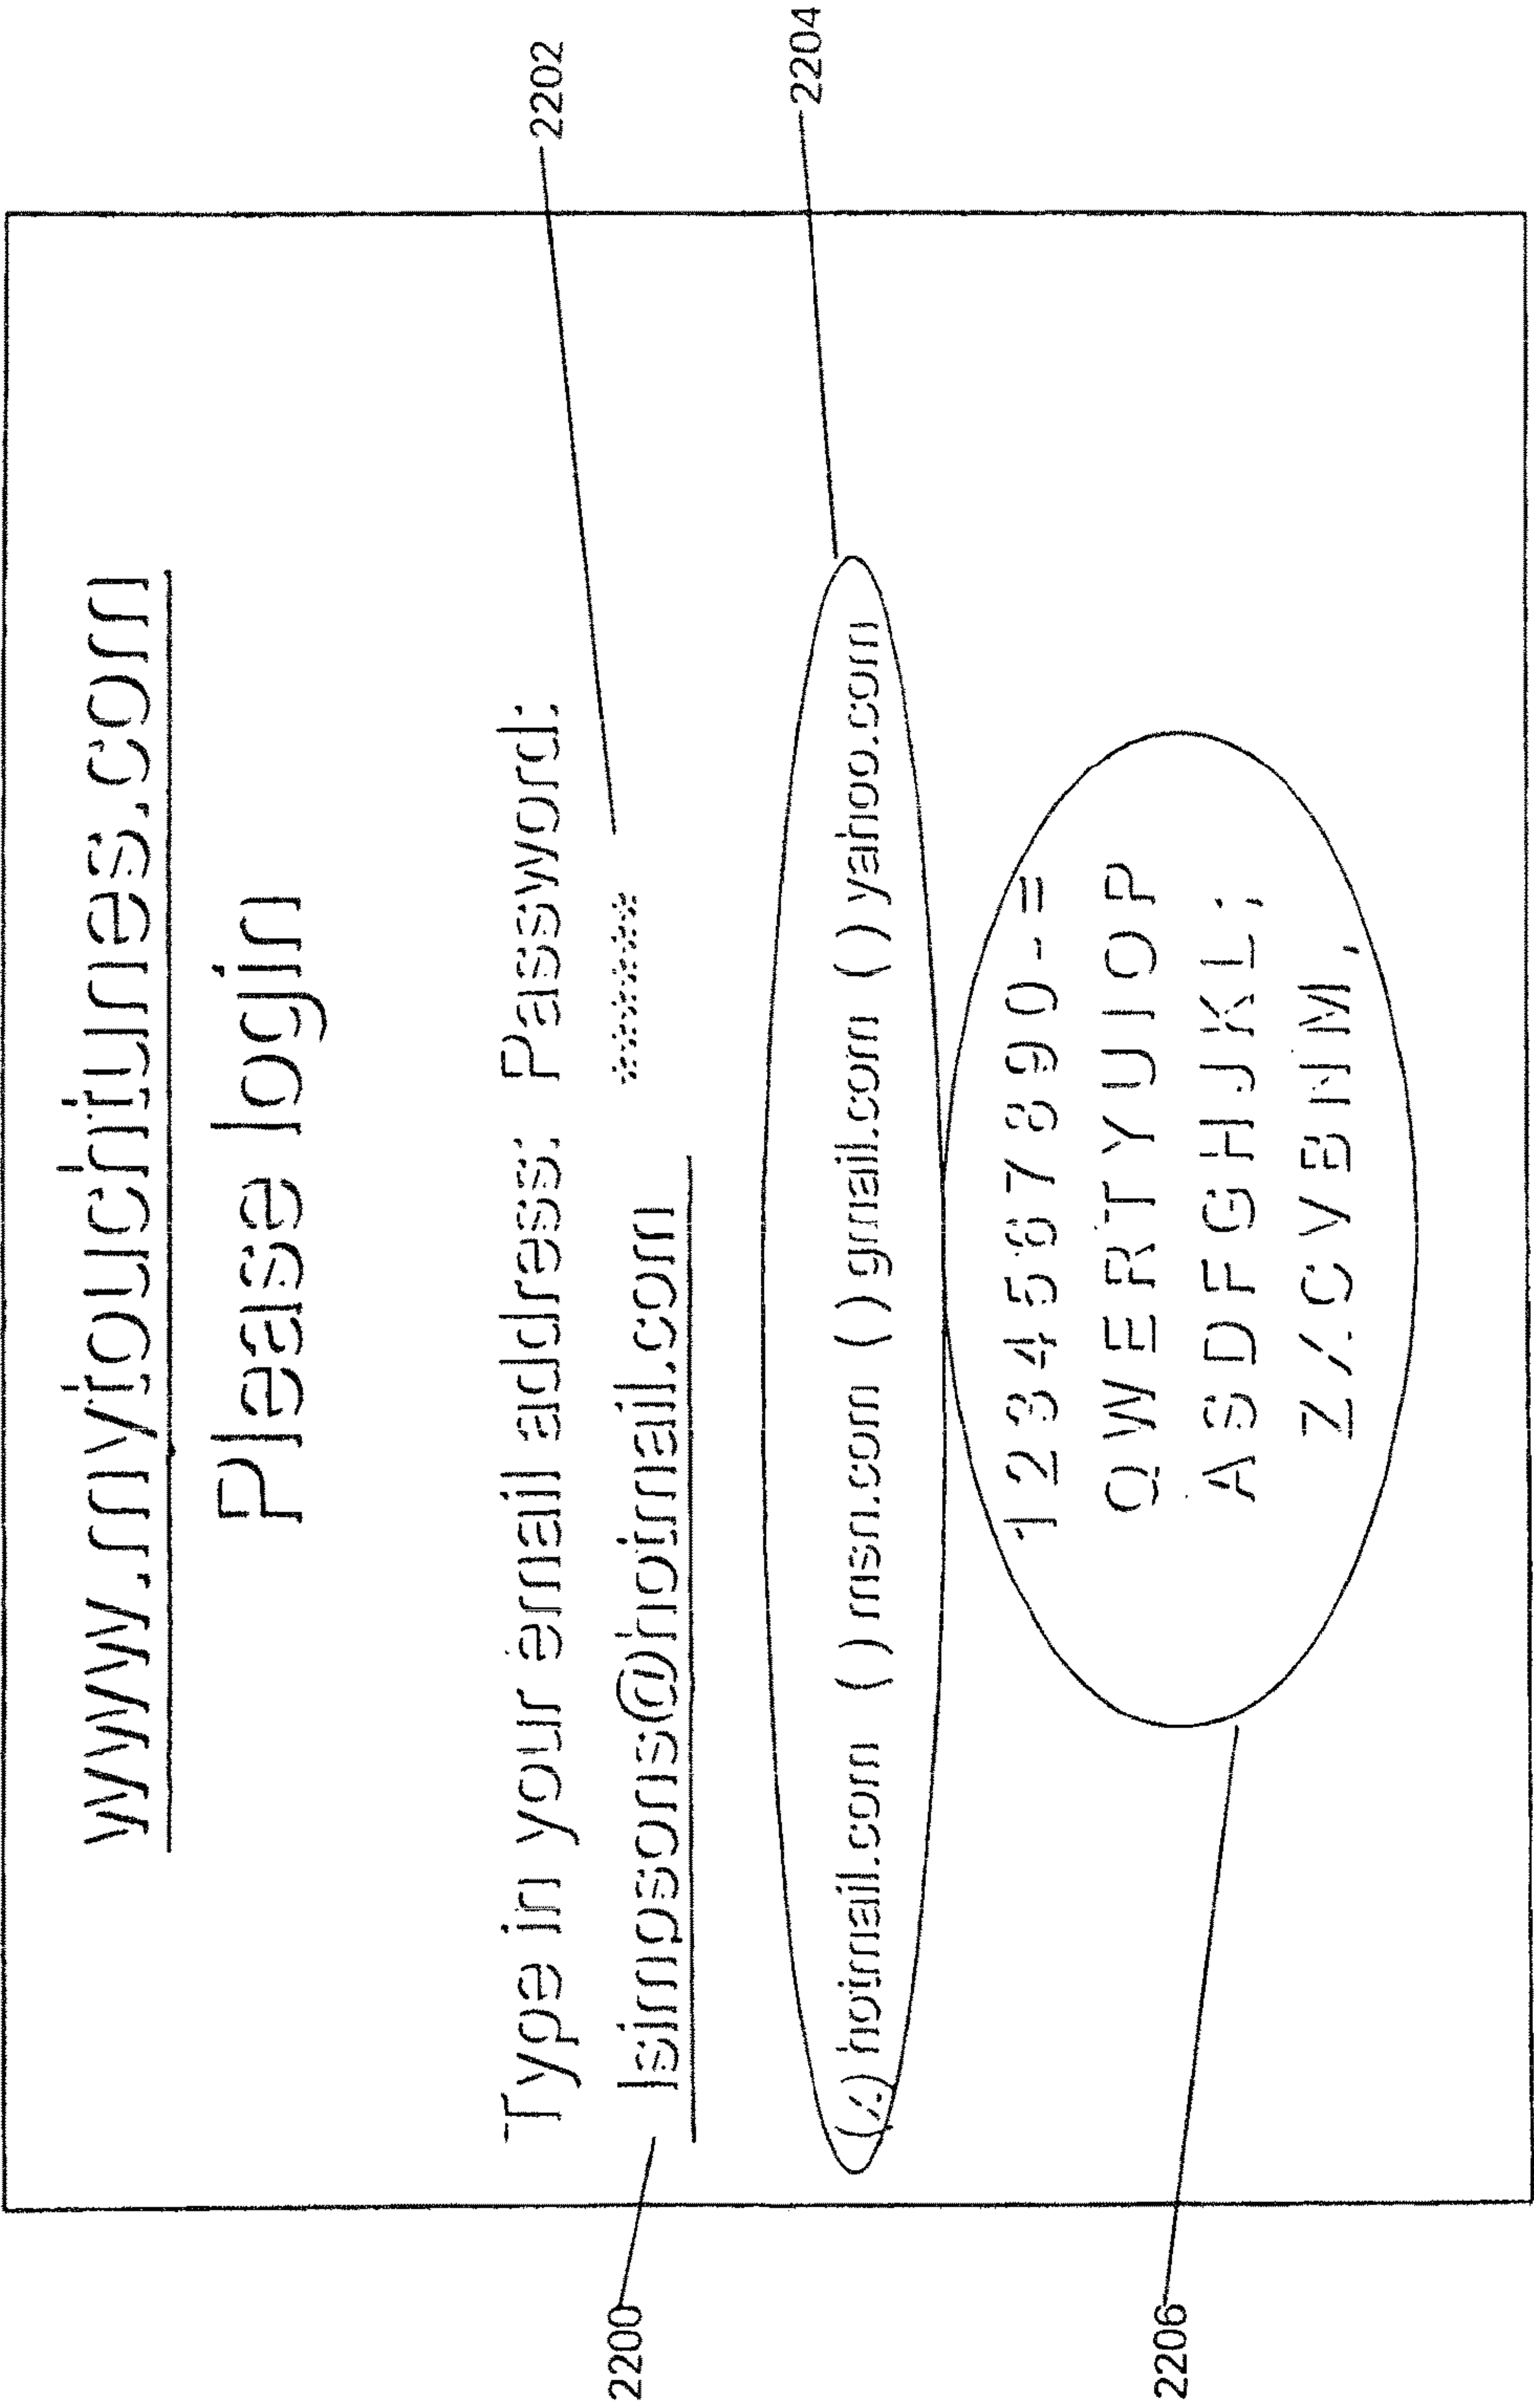 www.mytouchtunes.com
Please login
Type in your email address: Password:
lsimpsons@hotmail.com ********
(X) hotmail.com ( ) msn.com ( ) gmail.com ( ) yahoo.com
1 2 3 4 5 6 7 8 9 0 - =
Q W E R T Y U I O P
A S D F G H J K L ;
Z X C V B N M ,
2200
2202
2204
2206